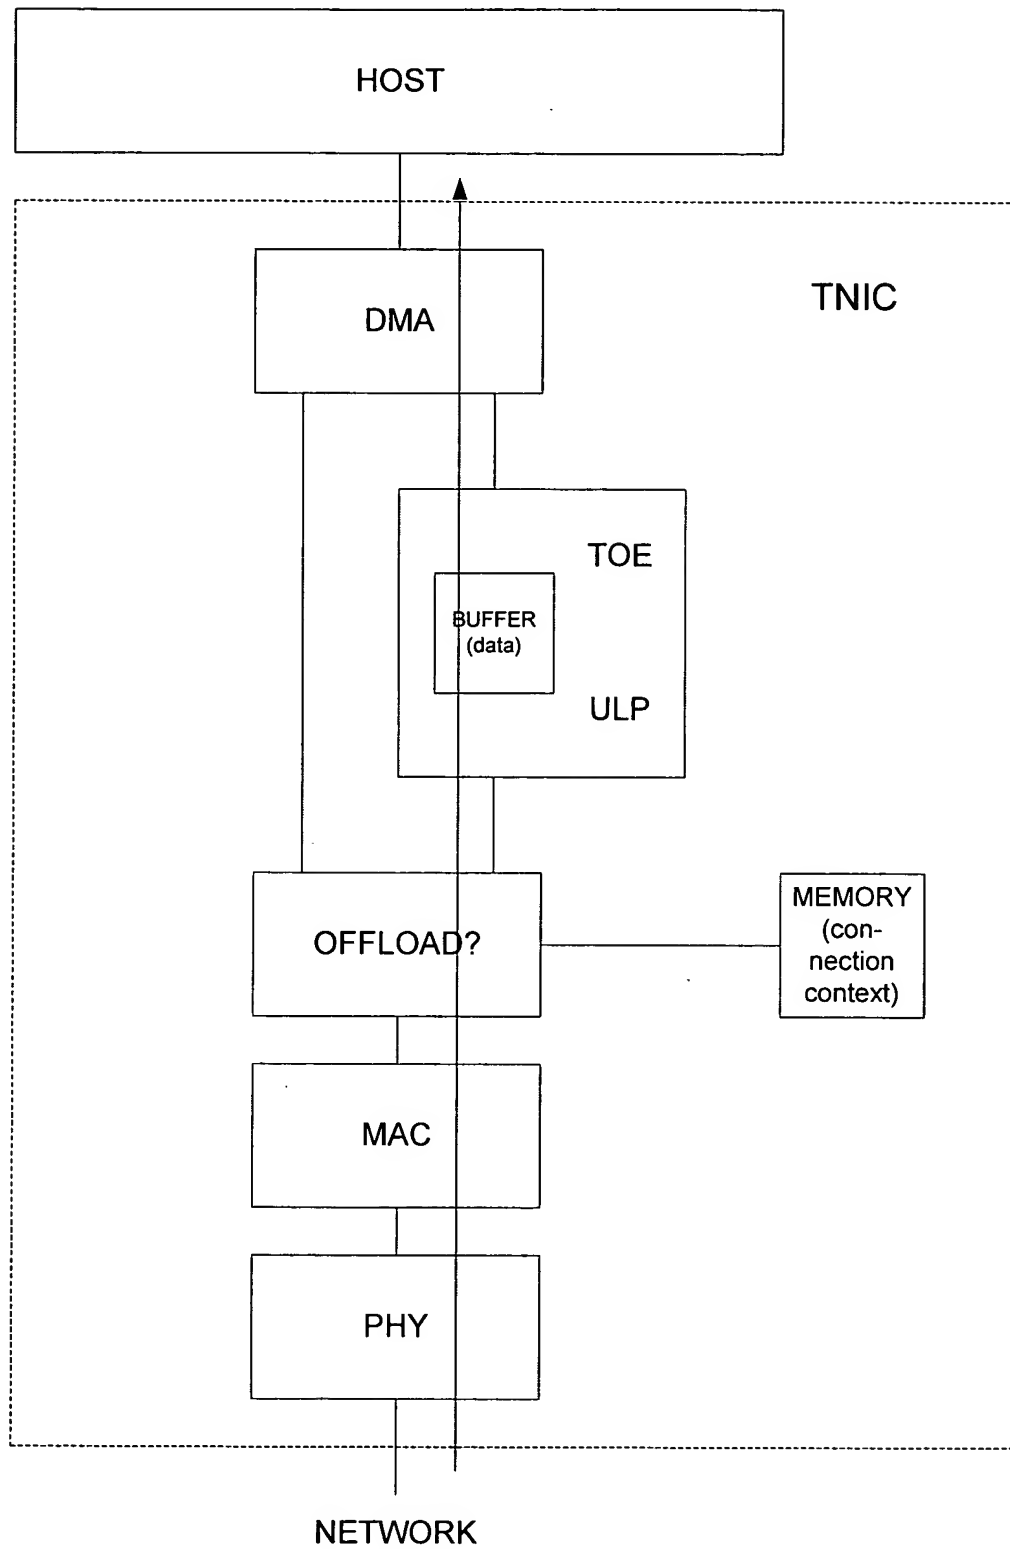 HOST
DMA
TNIC
TOE
BUFFER
(data)
ULP
OFFLOAD?
MEMORY
(con-
nection
context)
MAC
PHY
NETWORK